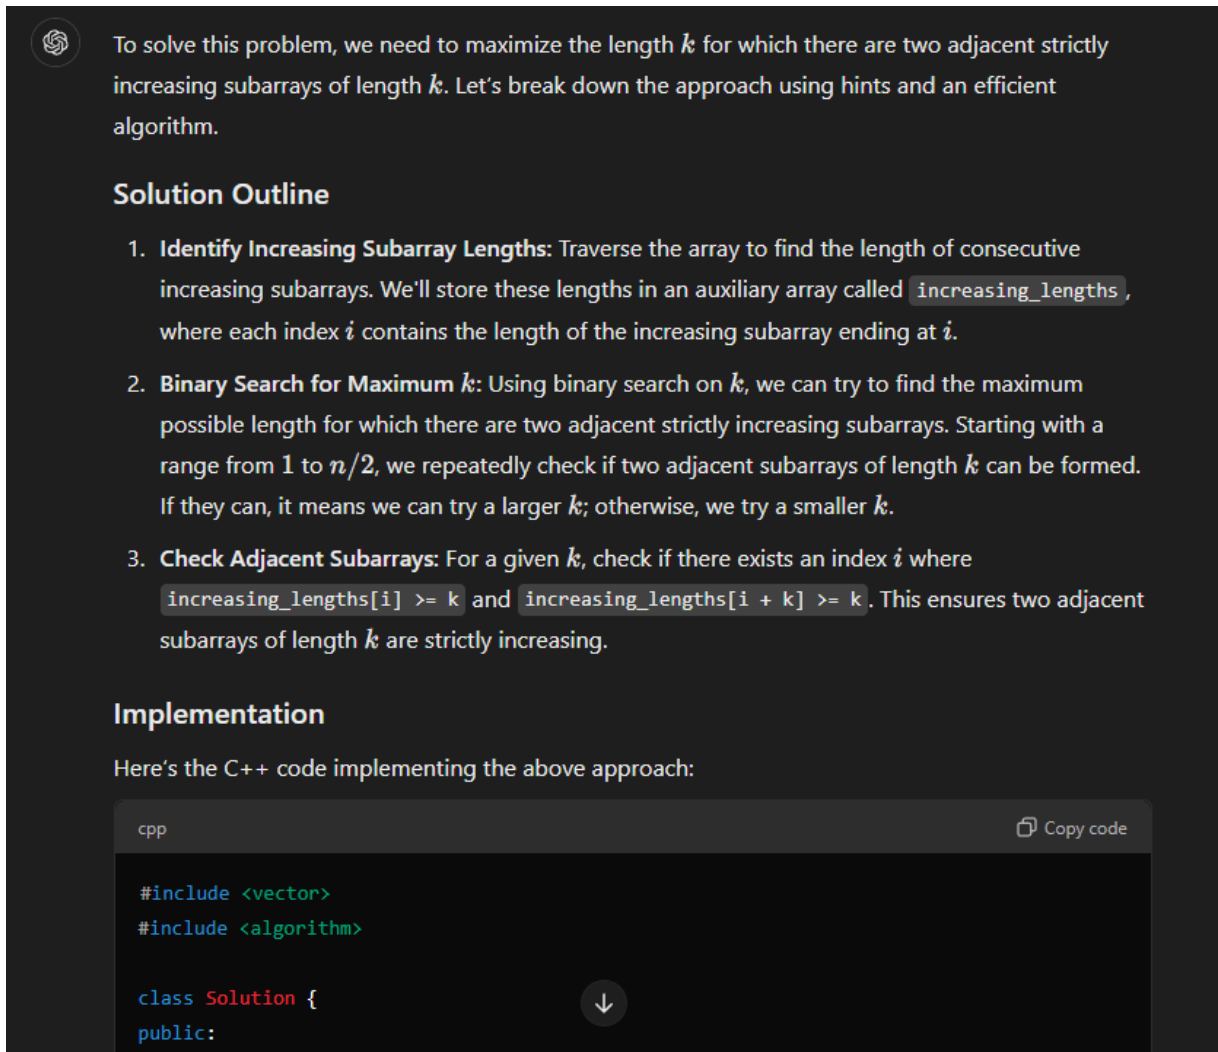 To solve this problem, we need to maximize the length k for which there are two adjacent strictly
increasing subarrays of length k. Let's break down the approach using hints and an efficient
algorithm.
Solution Outline
1. Identify Increasing Subarray Lengths: Traverse the array to find the length of consecutive
increasing subarrays. We'll store these lengths in an auxiliary array called increasing_lengths,
where each index i contains the length of the increasing subarray ending at i.
2. Binary Search for Maximum k: Using binary search on k, we can try to find the maximum
possible length for which there are two adjacent strictly increasing subarrays. Starting with a
range from 1 to n/2, we repeatedly check if two adjacent subarrays of length k can be formed.
If they can, it means we can try a larger k; otherwise, we try a smaller k.
3. Check Adjacent Subarrays: For a given k, check if there exists an index i where
increasing_lengths[i] >= k and increasing_lengths[i + k] >= k. This ensures two adjacent
subarrays of length k are strictly increasing.
Implementation
Here's the C++ code implementing the above approach:
cpp Copy code
#include <vector>
#include <algorithm>
class Solution {
public: